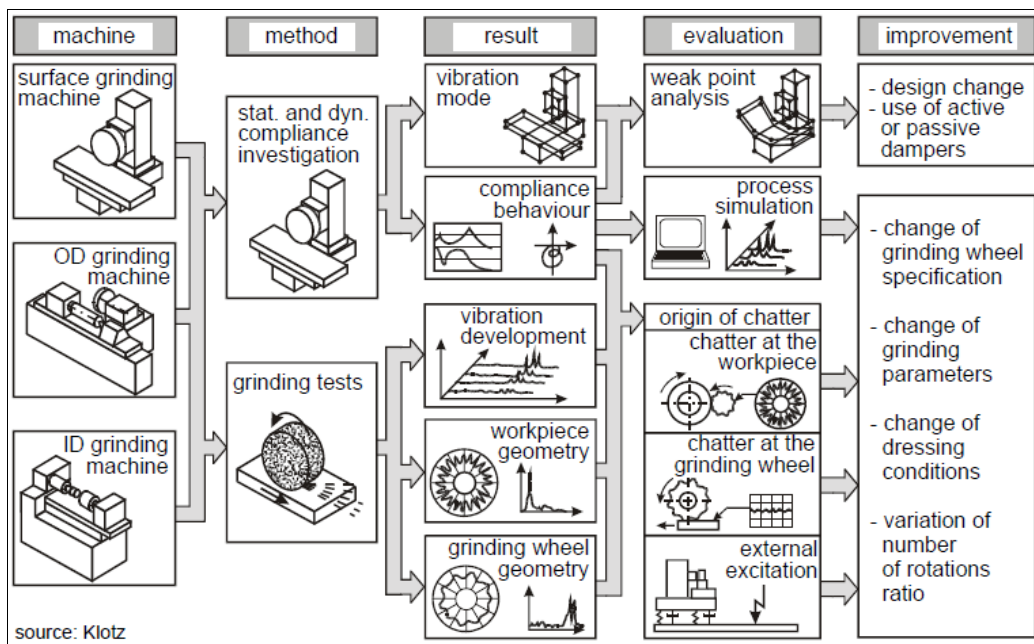 machine
method
result
evaluation
improvement
surface grinding
machine
OD grinding
machine
ID grinding
machine
stat. and dyn.
compliance
investigation
grinding tests
vibration
mode
compliance
behaviour
vibration
development
workpiece
geometry
grinding wheel
geometry
weak point
analysis
process
simulation
origin of chatter
chatter at the
workpiece
chatter at the
grinding wheel
external
excitation
- design change
- use of active
or passive
dampers
- change of
grinding wheel
specification
- change of
grinding
parameters
- change of
dressing
conditions
- variation of
number
of rotations
ratio
source: Klotz